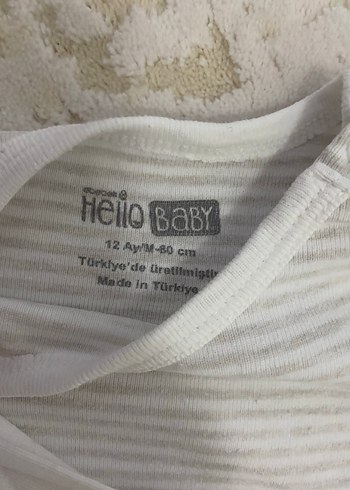 Hello BABY
12 Ay/M-80 cm
Türkiye'de üretilmiştir
Made in Türkiye